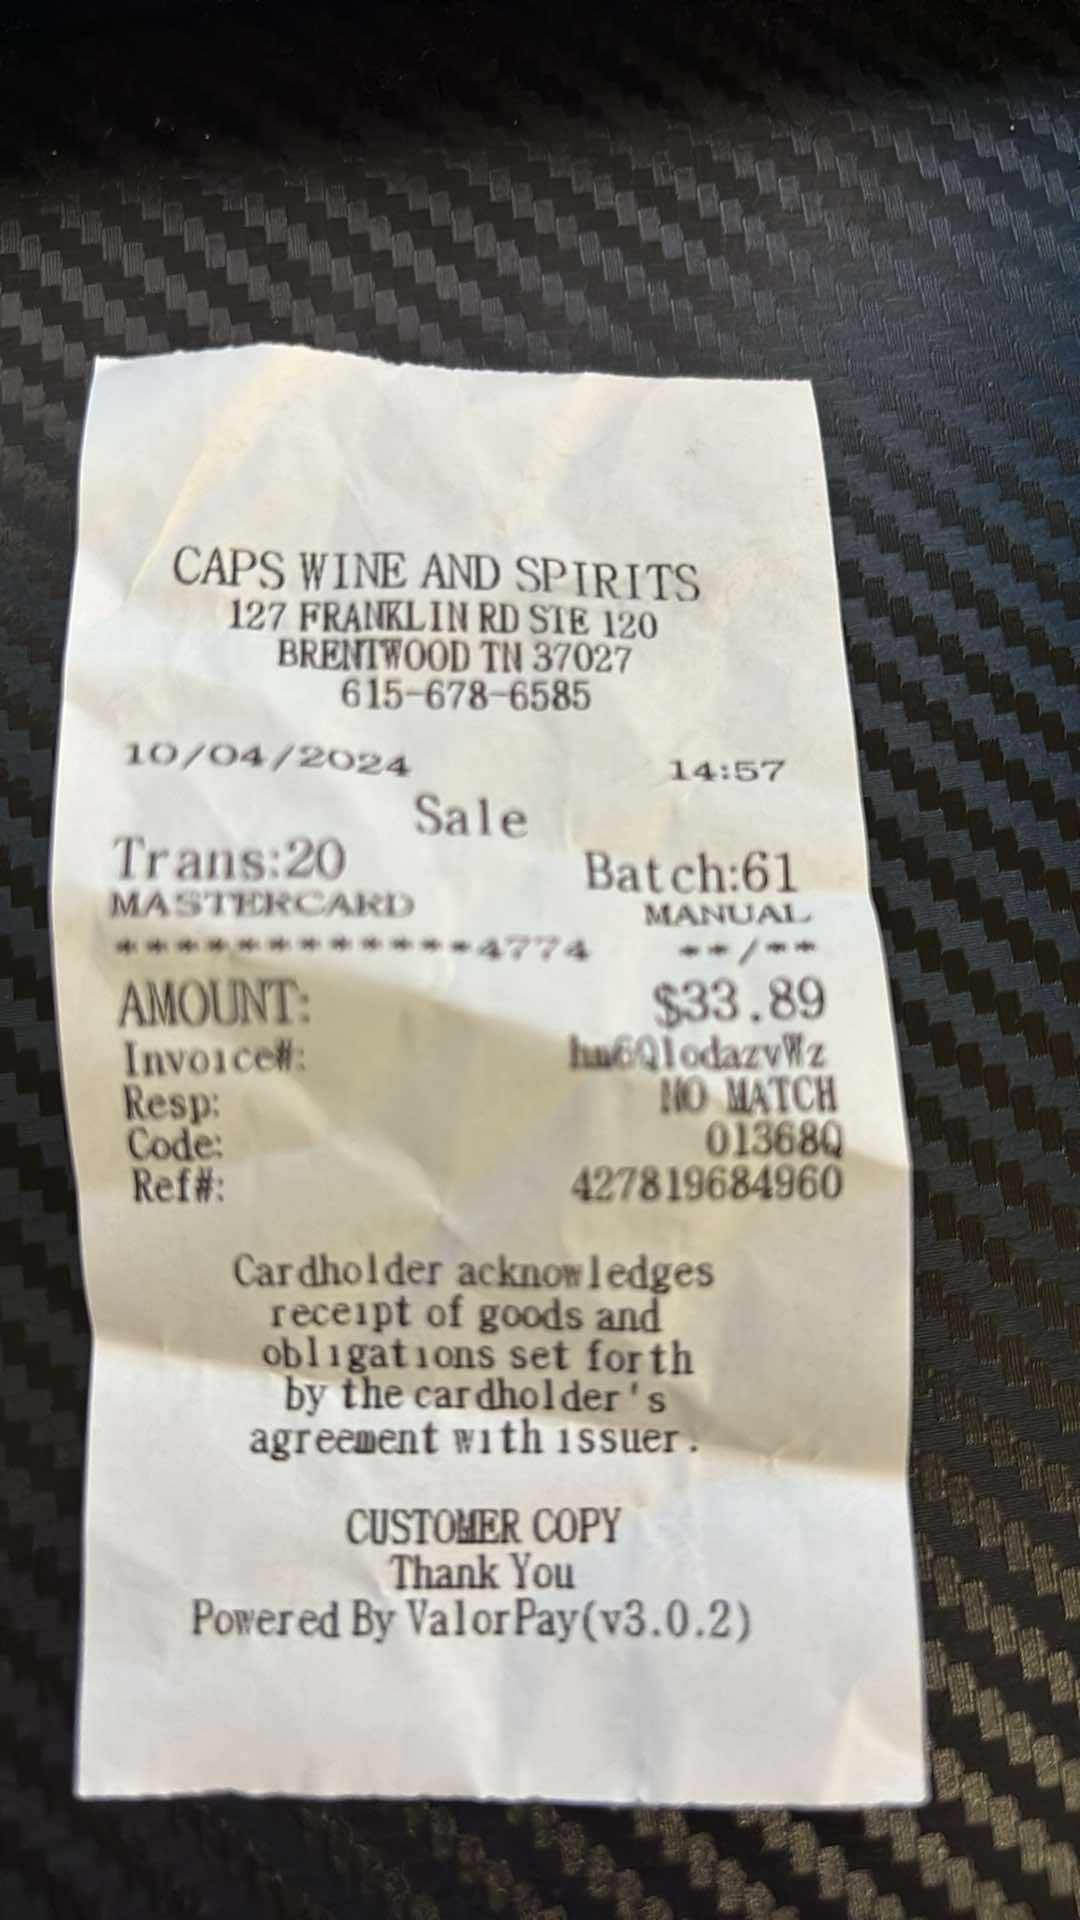 CAPS WINE AND SPIRITS
127 FRANKLIN RD STE 120
BRENTWOOD TN 37027
615-678-6585
10/04/2024 14:57
Sale
Trans:20 Batch:61
MASTERCARD MANUAL
************4774 **/**
AMOUNT: $33.89
Invoice#: hm6QlodazvWz
Resp: NO MATCH
Code: 01368Q
Ref#: 427819684960
Cardholder acknowledges
receipt of goods and
obligations set forth
by the cardholder's
agreement with issuer.
CUSTOMER COPY
Thank You
Powered By ValorPay(v3.0.2)